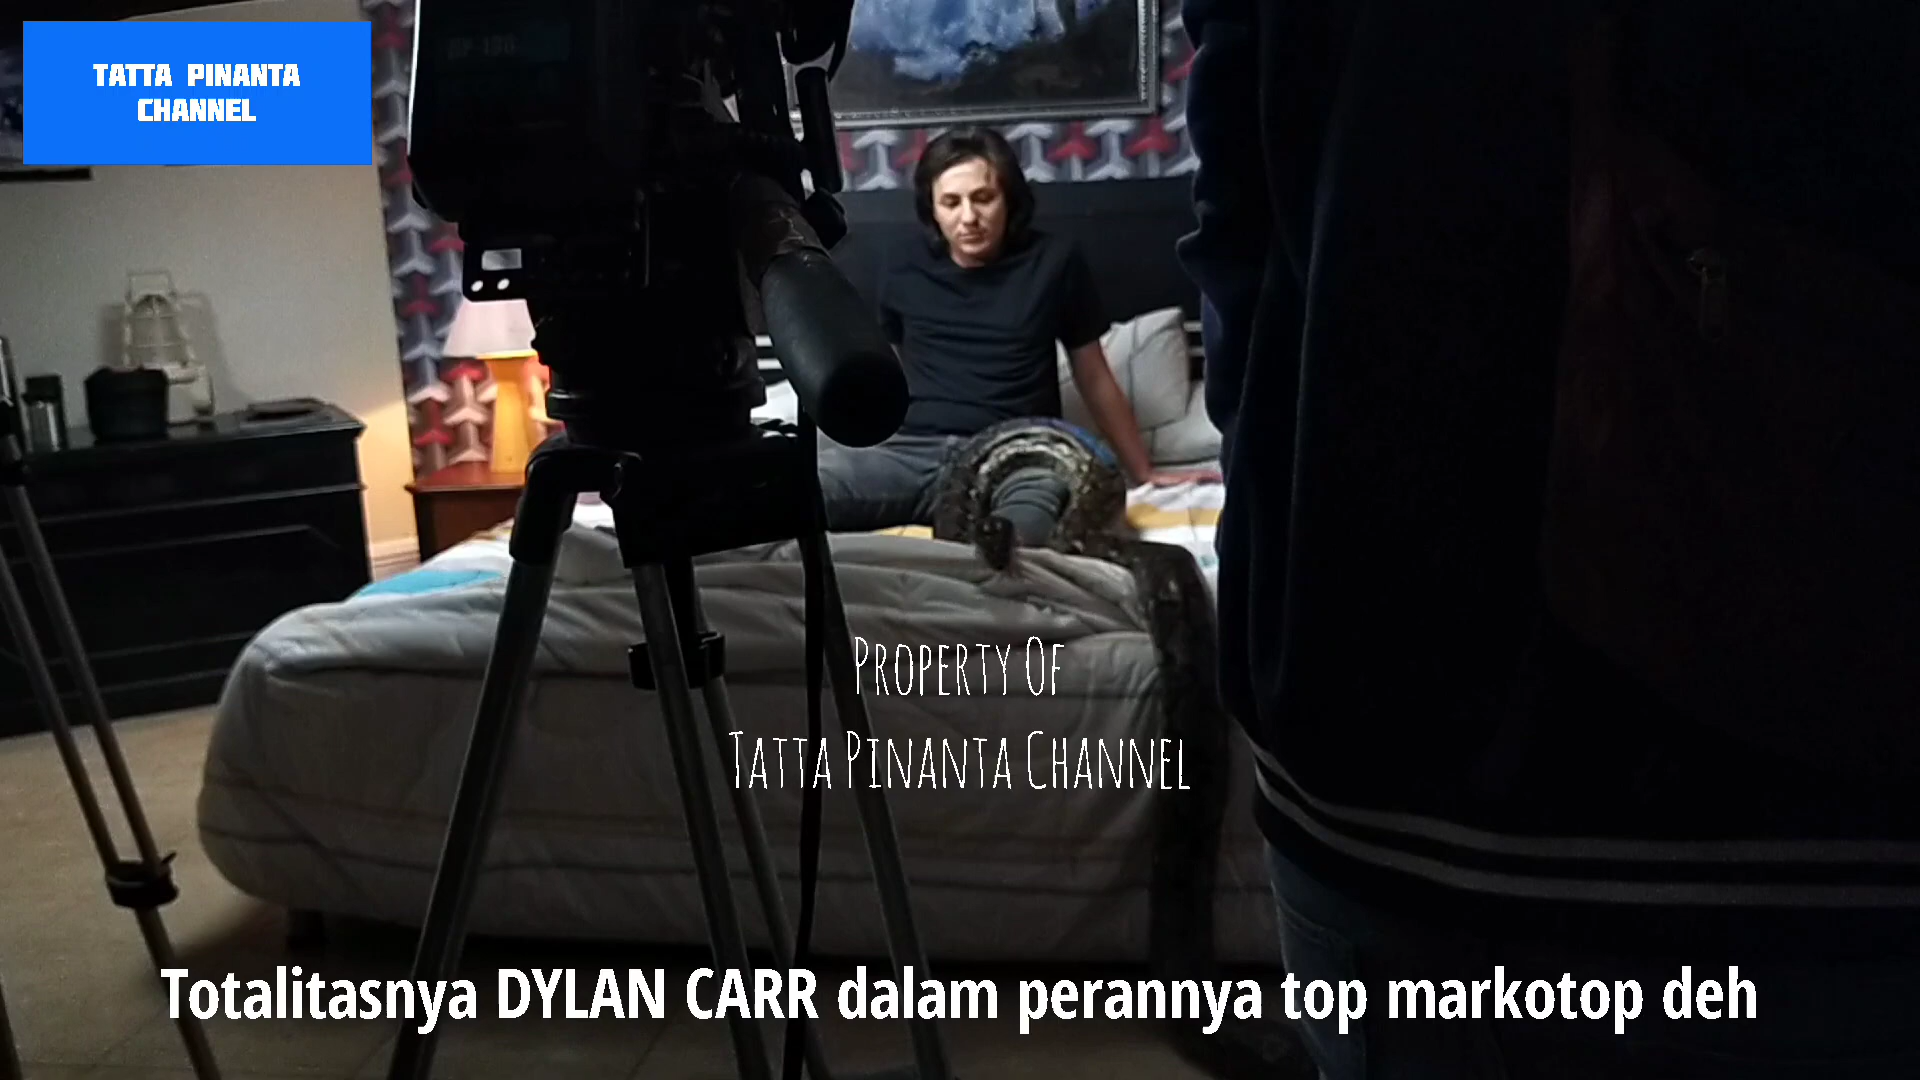 TATTA PINANTA
CHANNEL
PROPERTY OF
TATTA PINANTA CHANNEL
Totalitasnya DYLAN CARR dalam perannya top markotop deh